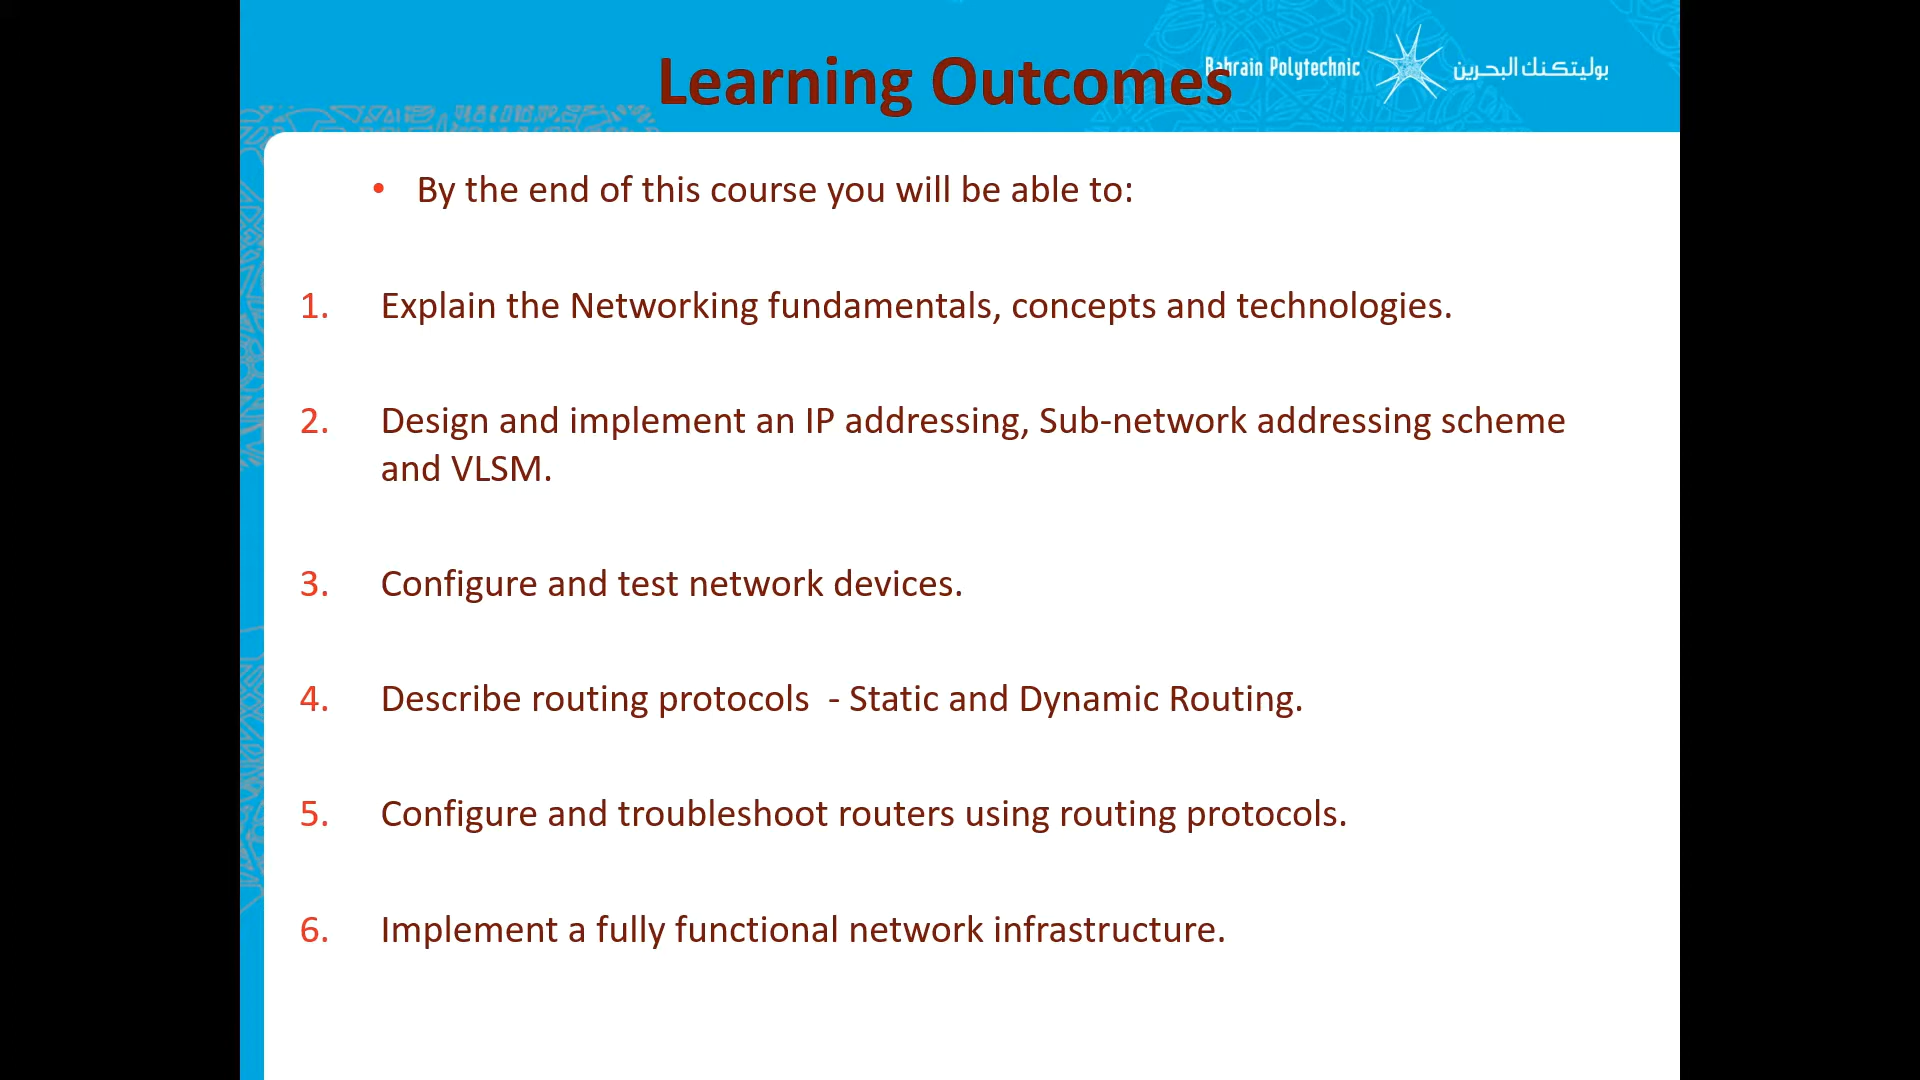 Learning Outcomes
Bahrain Polytechnic بوليتكنك البحرين
• By the end of this course you will be able to:
1. Explain the Networking fundamentals, concepts and technologies.
2. Design and implement an IP addressing, Sub-network addressing scheme
and VLSM.
3. Configure and test network devices.
4. Describe routing protocols  - Static and Dynamic Routing.
5. Configure and troubleshoot routers using routing protocols.
6. Implement a fully functional network infrastructure.